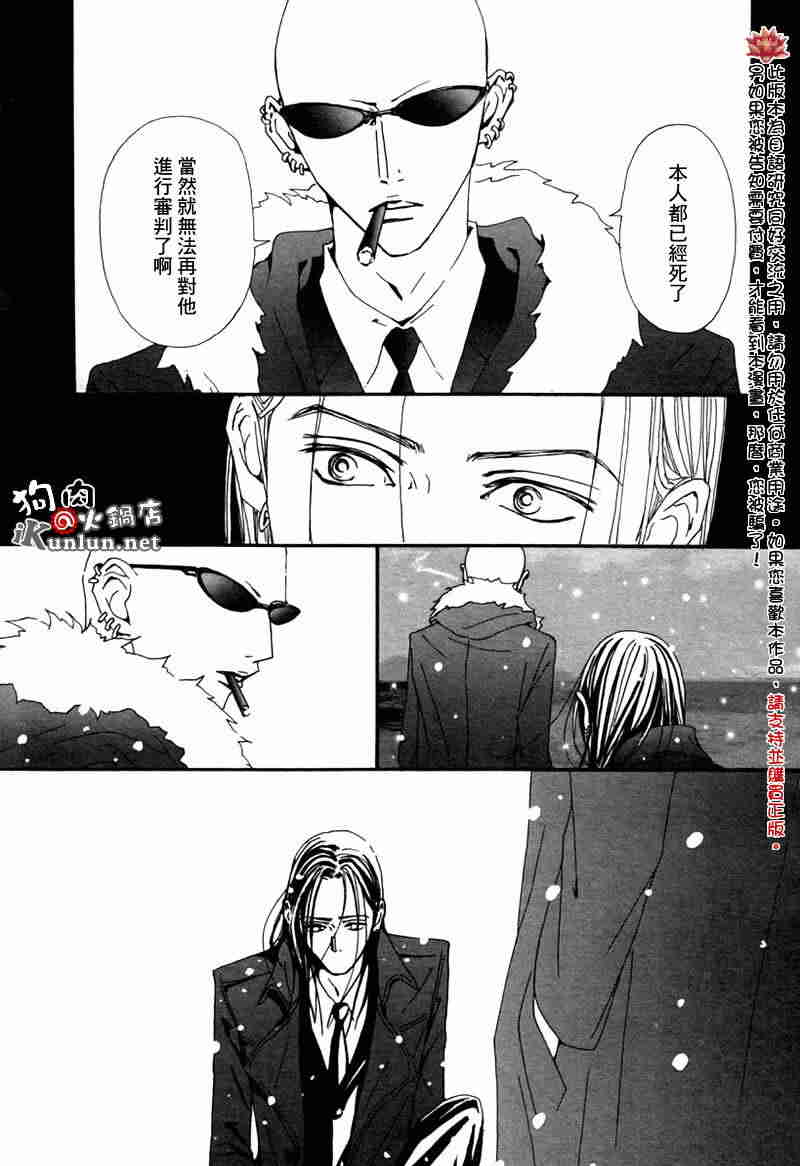 本人都已經死了
當然就無法再對他
進行審判了啊
狗肉
火鍋店
iKunlun.net
此版本為日語研究同好交流之用，請勿用於任何商業用途。如果您喜歡本作品，請支持並購買正版。
另如果您被告知需要付費，才能看到本漫畫，那麼，您被騙了！